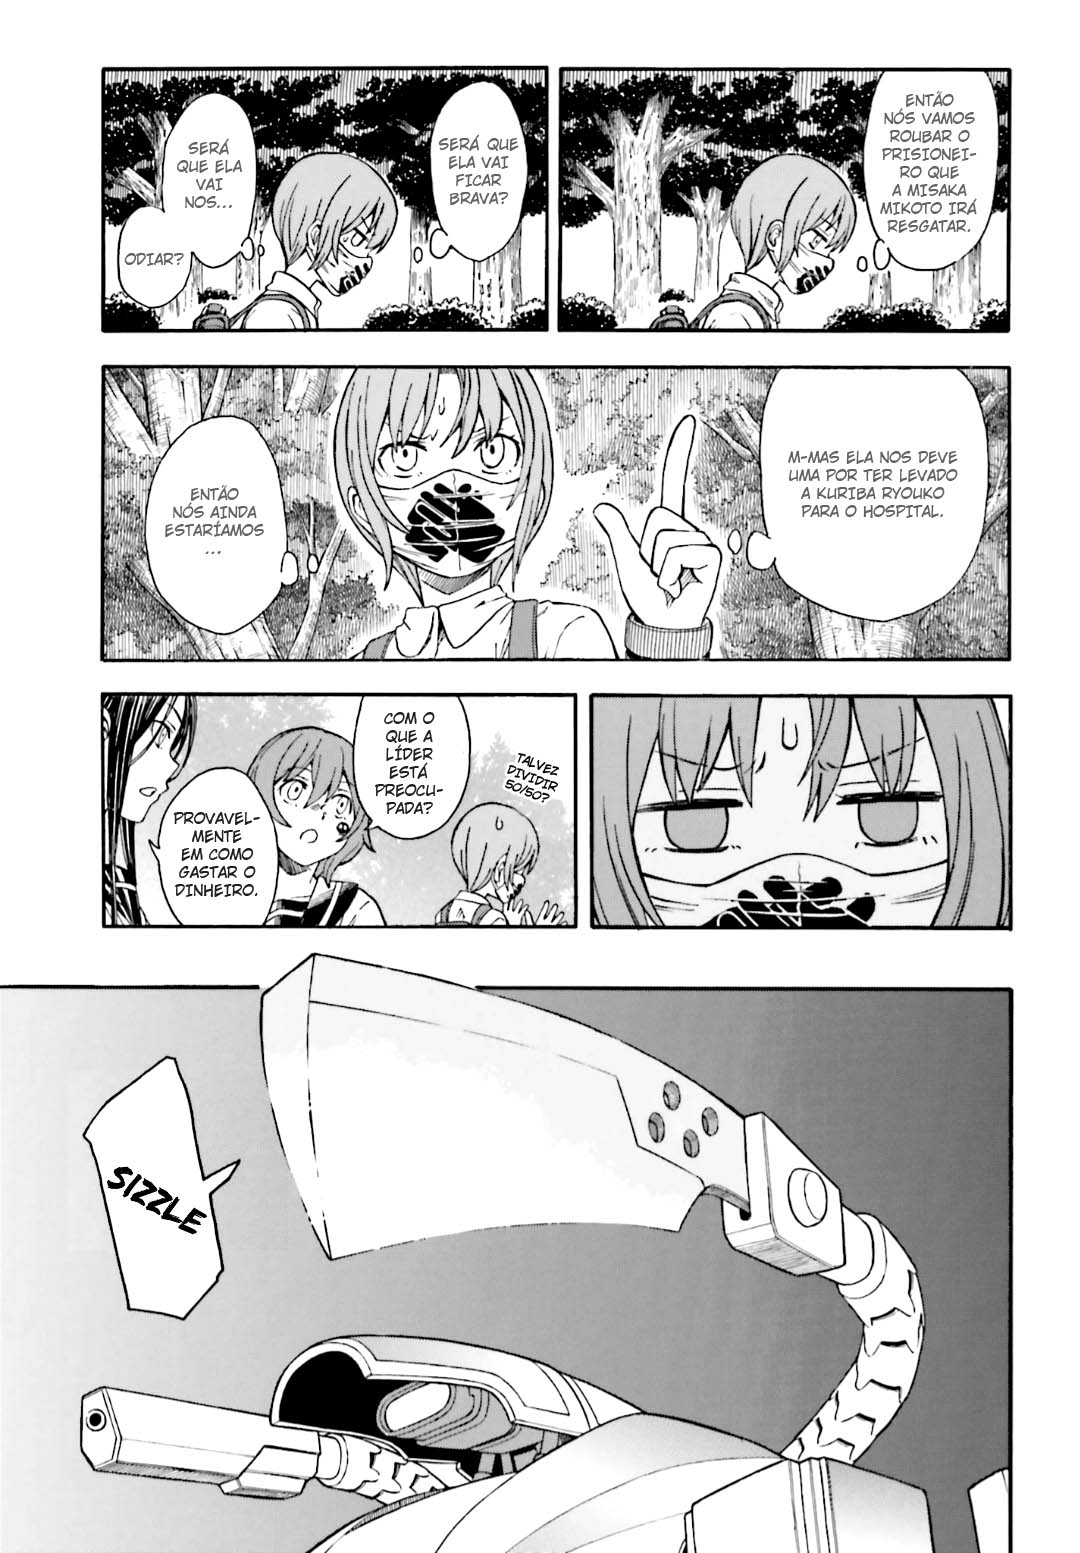 ENTÃO
NÓS VAMOS
ROUBAR O
PRISIONEI-
RO QUE
A MISAKA
MIKOTO IRÁ
RESGATAR.
SERÁ QUE
ELA VAI
FICAR
BRAVA?
SERÁ
QUE ELA
VAI
NOS...
ODIAR?
M-MAS ELA NOS DEVE
UMA POR TER LEVADO
A KURIBA RYOUKO
PARA O HOSPITAL.
ENTÃO
NÓS AINDA
ESTARÍAMOS
...
TALVEZ
DIVIDIR
50/50?
COM O
QUE A
LÍDER
ESTÁ
PREOCU-
PADA?
PROVAVEL-
MENTE
EM COMO
GASTAR O
DINHEIRO.
SIZZLE